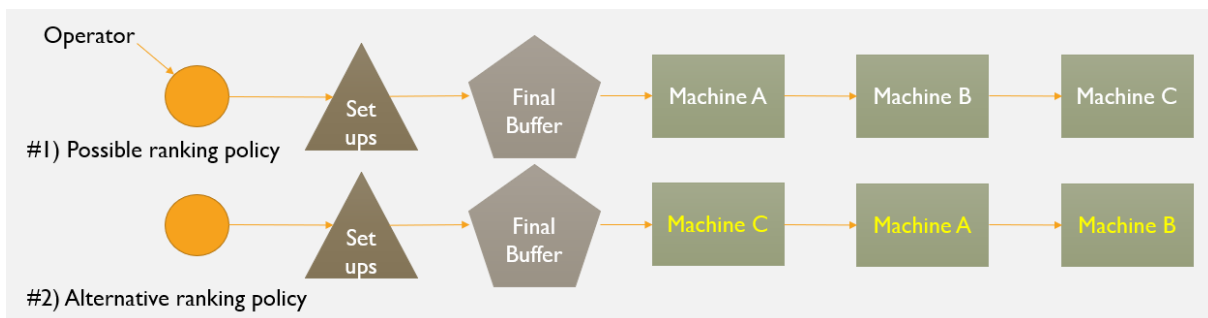 Operator
Set
ups
Final
Buffer
Machine A
Machine B
Machine C
#1) Possible ranking policy
Set
ups
Final
Buffer
Machine C
Machine A
Machine B
#2) Alternative ranking policy